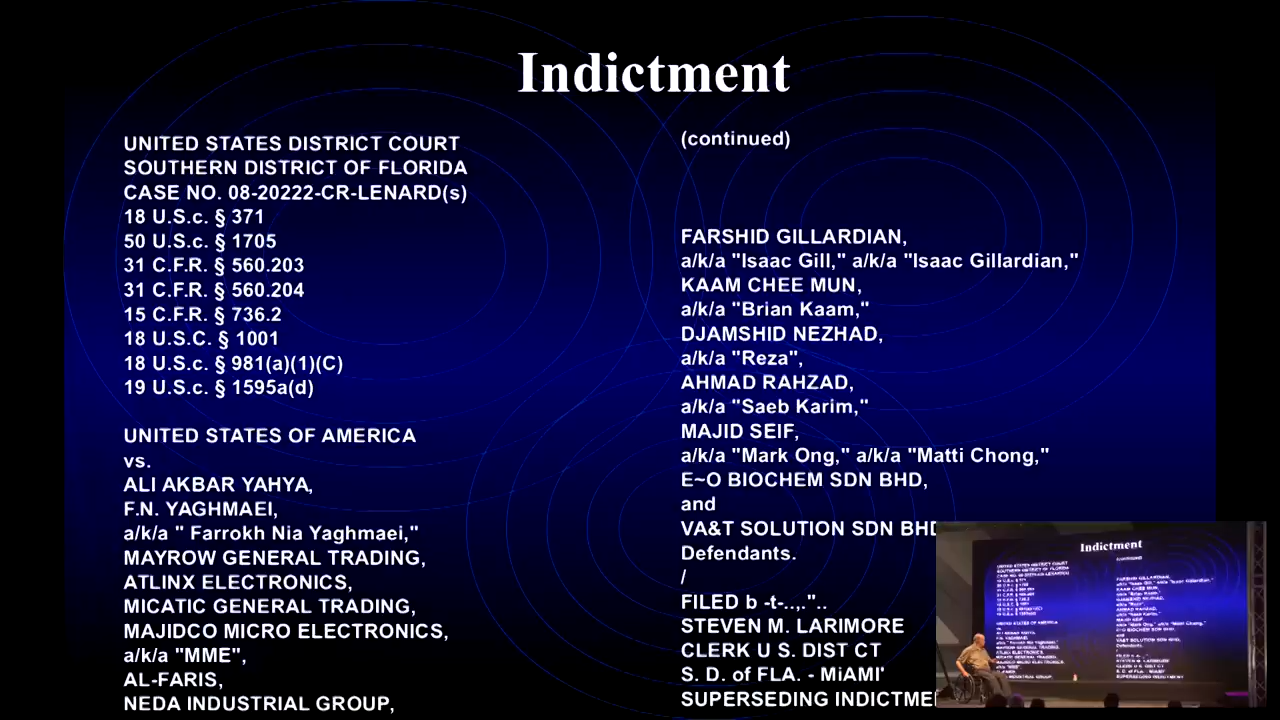 Indictment
UNITED STATES DISTRICT COURT
SOUTHERN DISTRICT OF FLORIDA
CASE NO. 08-20222-CR-LENARD(s)
18 U.S.c. § 371
50 U.S.c. § 1705
31 C.F.R. § 560.203
31 C.F.R. § 560.204
15 C.F.R. § 736.2
18 U.S.C. § 1001
18 U.S.c. § 981(a)(1)(C)
19 U.S.c. § 1595a(d)
UNITED STATES OF AMERICA
vs.
ALI AKBAR YAHYA,
F.N. YAGHMAEI,
a/k/a " Farrokh Nia Yaghmaei,"
MAYROW GENERAL TRADING,
ATLINX ELECTRONICS,
MICATIC GENERAL TRADING,
MAJIDCO MICRO ELECTRONICS,
a/k/a "MME",
AL-FARIS,
NEDA INDUSTRIAL GROUP,
(continued)
FARSHID GILLARDIAN,
a/k/a "Isaac Gill," a/k/a "Isaac Gillardian,"
KAAM CHEE MUN,
a/k/a "Brian Kaam,"
DJAMSHID NEZHAD,
a/k/a "Reza",
AHMAD RAHZAD,
a/k/a "Saeb Karim,"
MAJID SEIF,
a/k/a "Mark Ong," a/k/a "Matti Chong,"
E~O BIOCHEM SDN BHD,
and
VA&T SOLUTION SDN BHD
Defendants.
/
FILED b -t-..,."..
STEVEN M. LARIMORE
CLERK U S. DIST CT
S. D. of FLA. - MiAMI'
SUPERSEDING INDICTME
Indictment